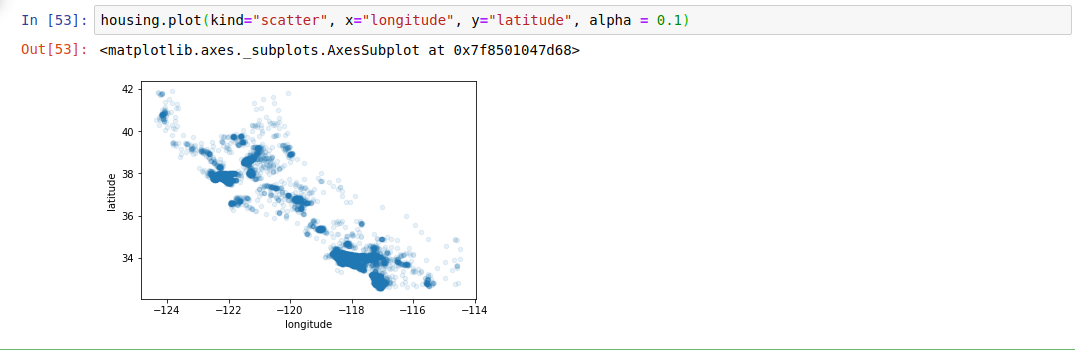 In [53]: housing.plot(kind="scatter", x="longitude", y="latitude", alpha = 0.1)
Out[53]: <matplotlib.axes._subplots.AxesSubplot at 0x7f8501047d68>
42
40
38
36
34
latitude
−124 −122 −120 −118 −116 −114
longitude